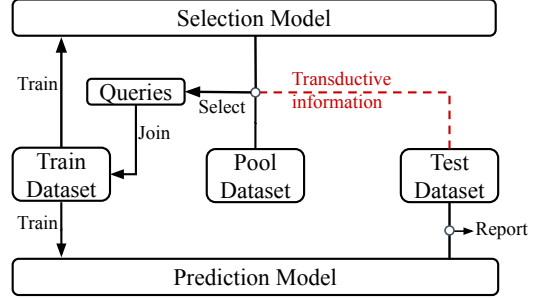 Selection Model
Train
Queries
Select
Transductive
information
Join
Train
Dataset
Pool
Dataset
Test
Dataset
Train
Report
Prediction Model